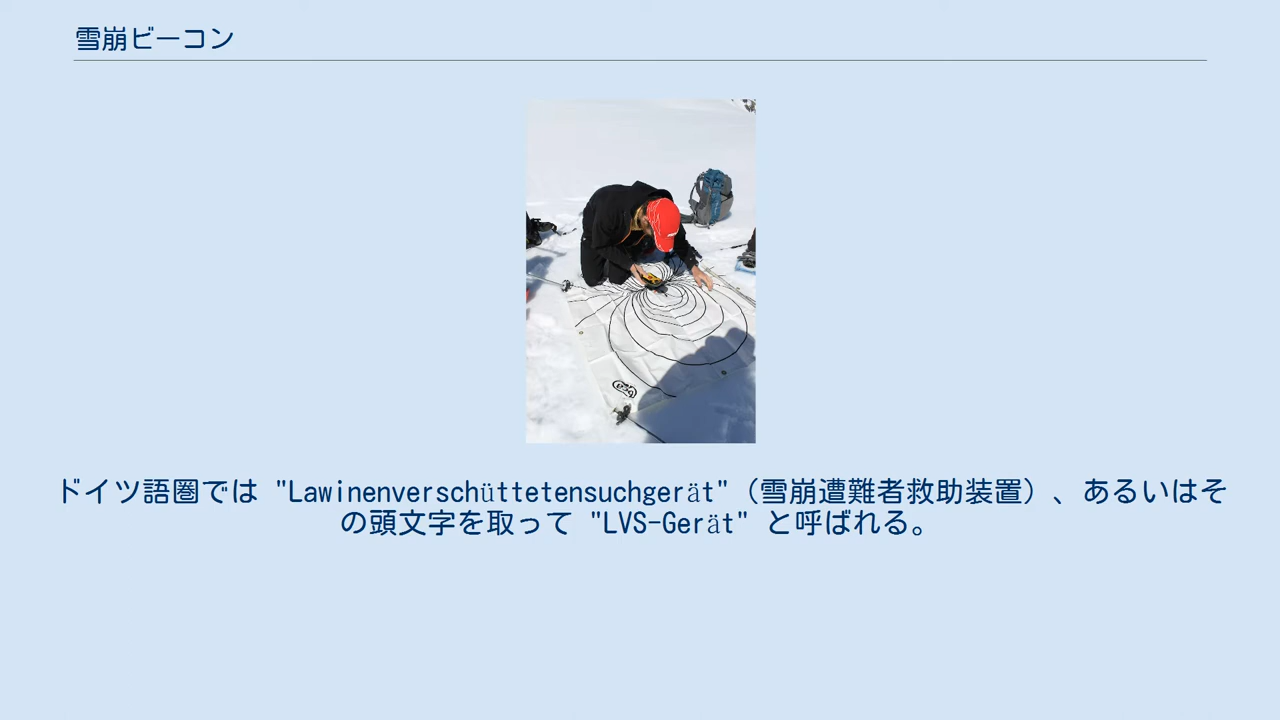 雪崩ビーコン
bca
ドイツ語圏では "Lawinenverschüttetensuchgerät"（雪崩遭難者救助装置）、あるいはそ
の頭文字を取って "LVS-Gerät" と呼ばれる。